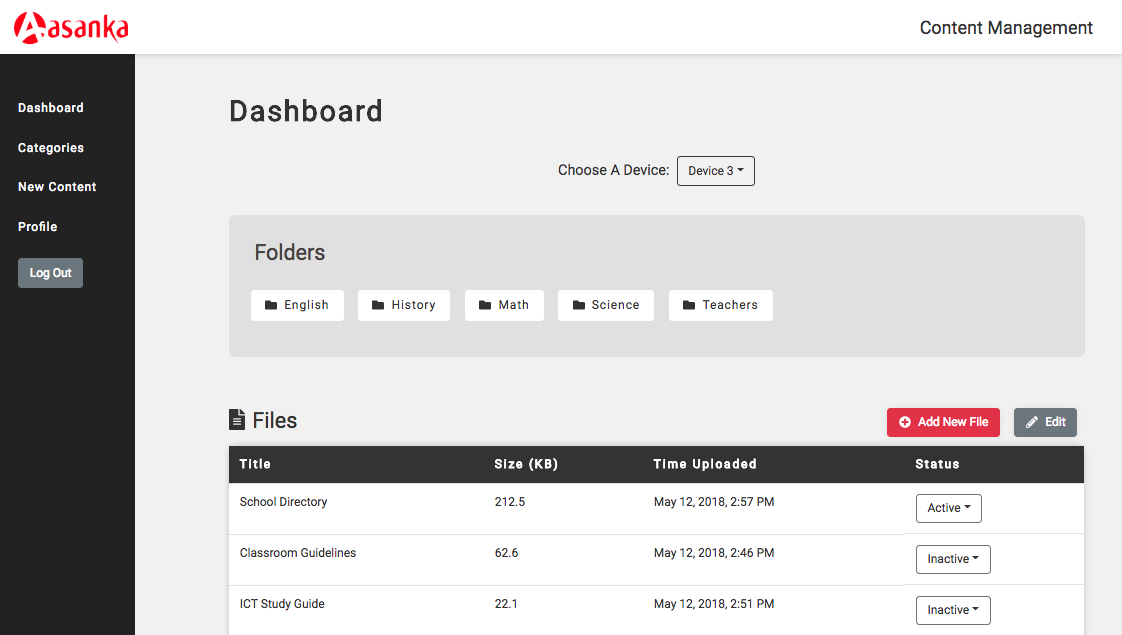 Aasanka
Content Management
Dashboard
Categories
New Content
Profile
Log Out
Dashboard
Choose A Device: Device 3
Folders
English History Math Science Teachers
Files
Add New File Edit
Title Size (KB) Time Uploaded Status
School Directory 212.5 May 12, 2018, 2:57 PM Active
Classroom Guidelines 62.6 May 12, 2018, 2:46 PM Inactive
ICT Study Guide 22.1 May 12, 2018, 2:51 PM Inactive